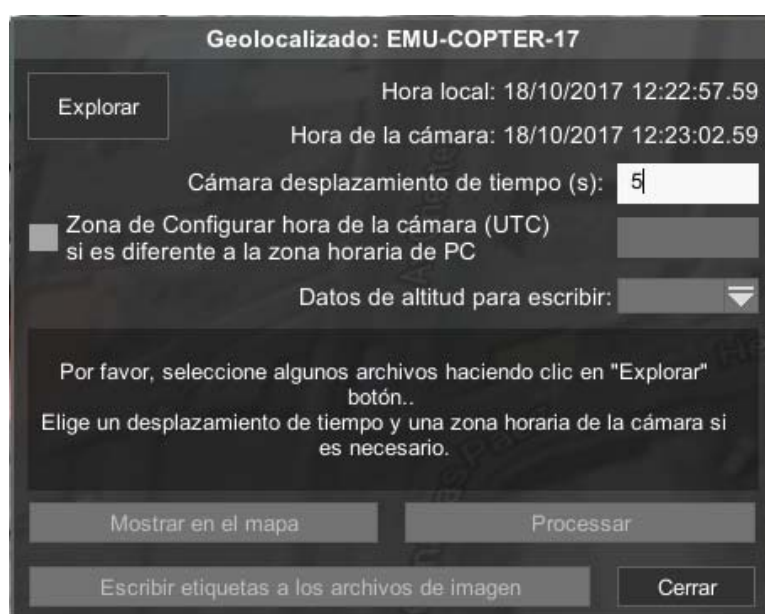 Geolocalizado: EMU-COPTER-17
Explorar
Hora local: 18/10/2017 12:22:57.59
Hora de la cámara: 18/10/2017 12:23:02.59
Cámara desplazamiento de tiempo (s): 5
Zona de Configurar hora de la cámara (UTC)
si es diferente a la zona horaria de PC
Datos de altitud para escribir:
Por favor, seleccione algunos archivos haciendo clic en "Explorar"
botón..
Elige un desplazamiento de tiempo y una zona horaria de la cámara si
es necesario.
Mostrar en el mapa
Processar
Escribir etiquetas a los archivos de imagen
Cerrar